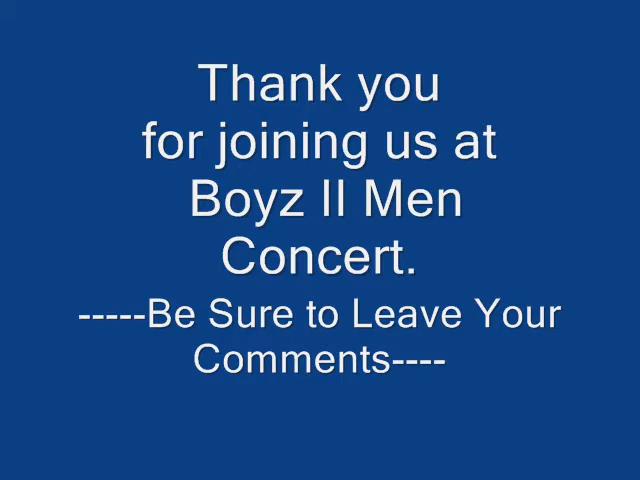 Thank you
for joining us at
Boyz II Men
Concert.
-----Be Sure to Leave Your
Comments----